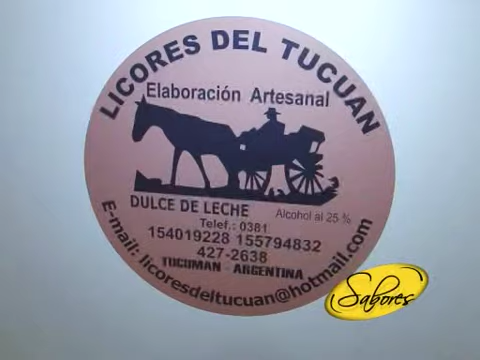 LICORES DEL TUCUAN
Elaboración Artesanal
DULCE DE LECHE
Alcohol al 25 %
Telef.: 0381
154019228 155794832
427-2638
TUCUMAN - ARGENTINA
E-mail: licoresdeltucuan@hotmail.com
Sabores